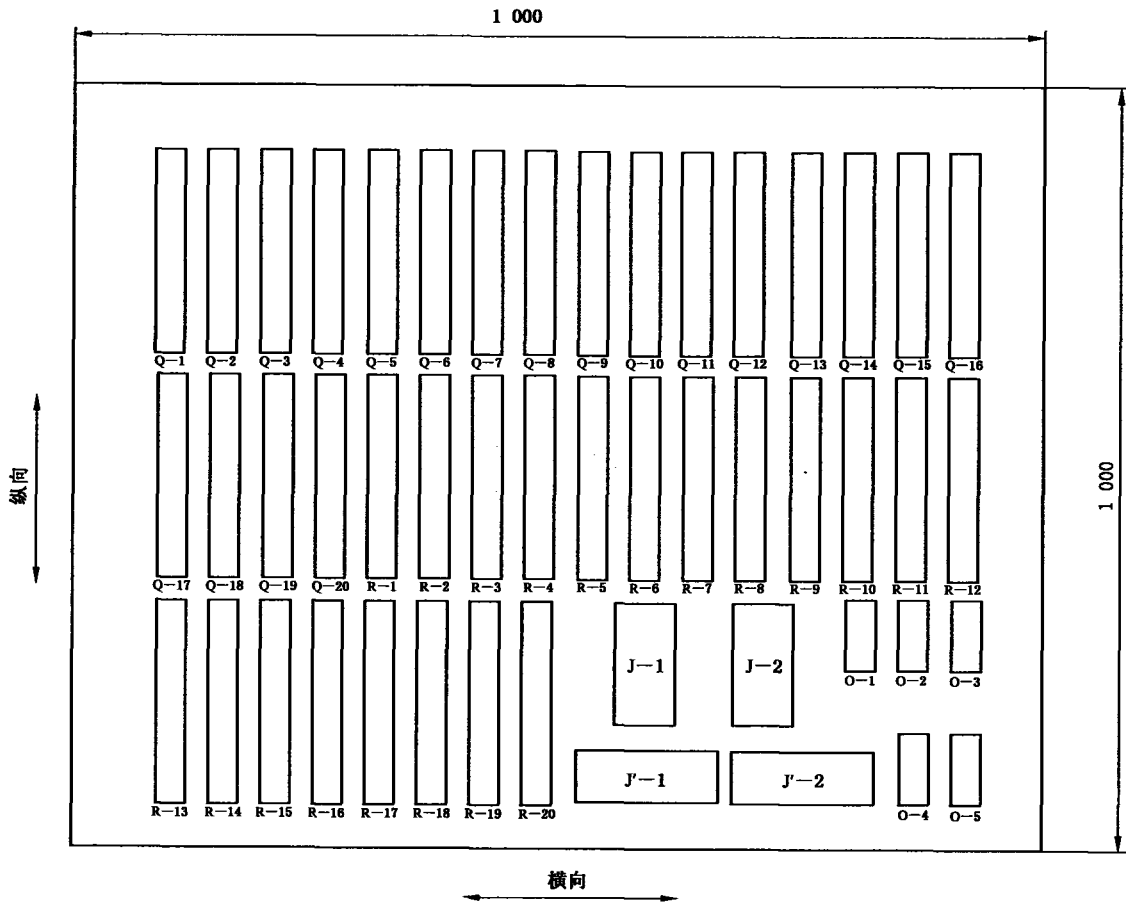 1 000
Q—1 Q—2 Q—3 Q—4 Q—5 Q—6 Q—7 Q—8 Q—9 Q—10 Q—11 Q—12 Q—13 Q—14 Q—15 Q—16
纵向
1 000
Q—17 Q—18 Q—19 Q—20 R—1 R—2 R—3 R—4 R—5 R—6 R—7 R—8 R—9 R—10 R—11 R—12
J—1 J—2
O—1 O—2 O—3
J′—1 J′—2
R—13 R—14 R—15 R—16 R—17 R—18 R—19 R—20 O—4 O—5
横向